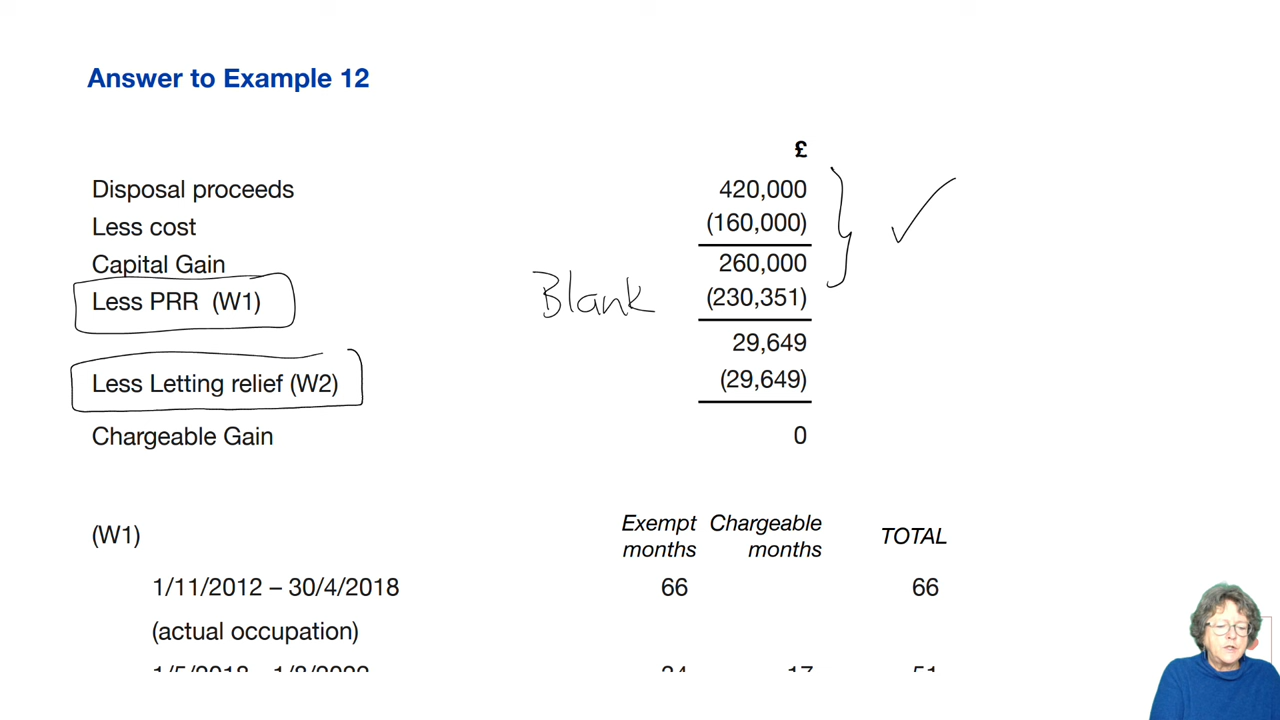 Answer to Example 12
£
Disposal proceeds 420,000
Less cost (160,000)
Capital Gain 260,000
Less PRR (W1) Blank (230,351)
29,649
Less Letting relief (W2) (29,649)
Chargeable Gain 0
(W1) Exempt months Chargeable months TOTAL
1/11/2012 – 30/4/2018 66 66
(actual occupation)